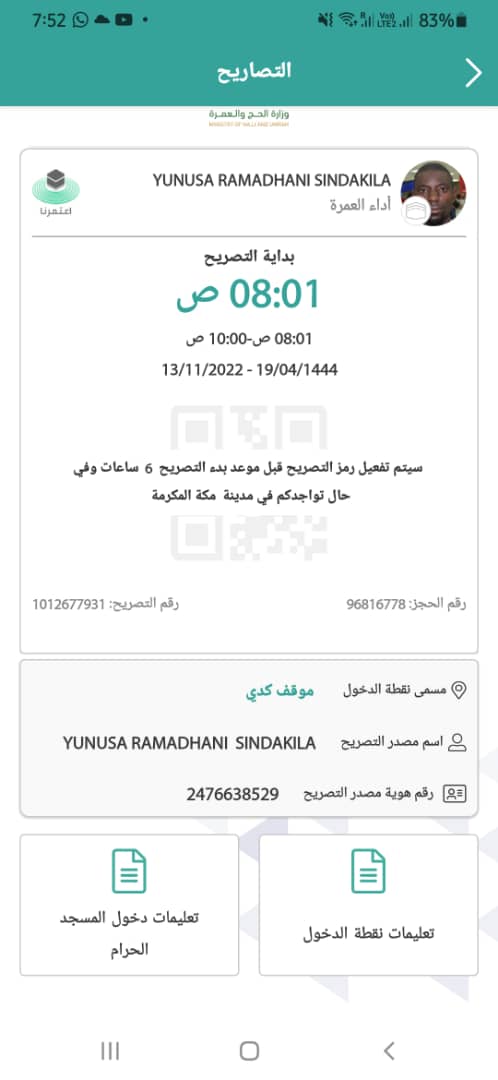 7:52
83%
التصاريح
وزارة الحـج والعـمـرة
MINISTRY OF HAJJ AND UMRAH
YUNUSA RAMADHANI SINDAKILA
أداء العمرة
اعتمرنا
بداية التصريح
08:01 ص
08:01 ص-10:00 ص
13/11/2022 - 19/04/1444
سيتم تفعيل رمز التصريح قبل موعد بدء التصريح 6 ساعات وفي
حال تواجدكم في مدينة مكة المكرمة
رقم الحجز: 96816778
رقم التصريح: 1012677931
مسمى نقطة الدخول موقف كدي
اسم مصدر التصريح YUNUSA RAMADHANI SINDAKILA
رقم هوية مصدر التصريح 2476638529
تعليمات نقطة الدخول
تعليمات دخول المسجد
الحرام